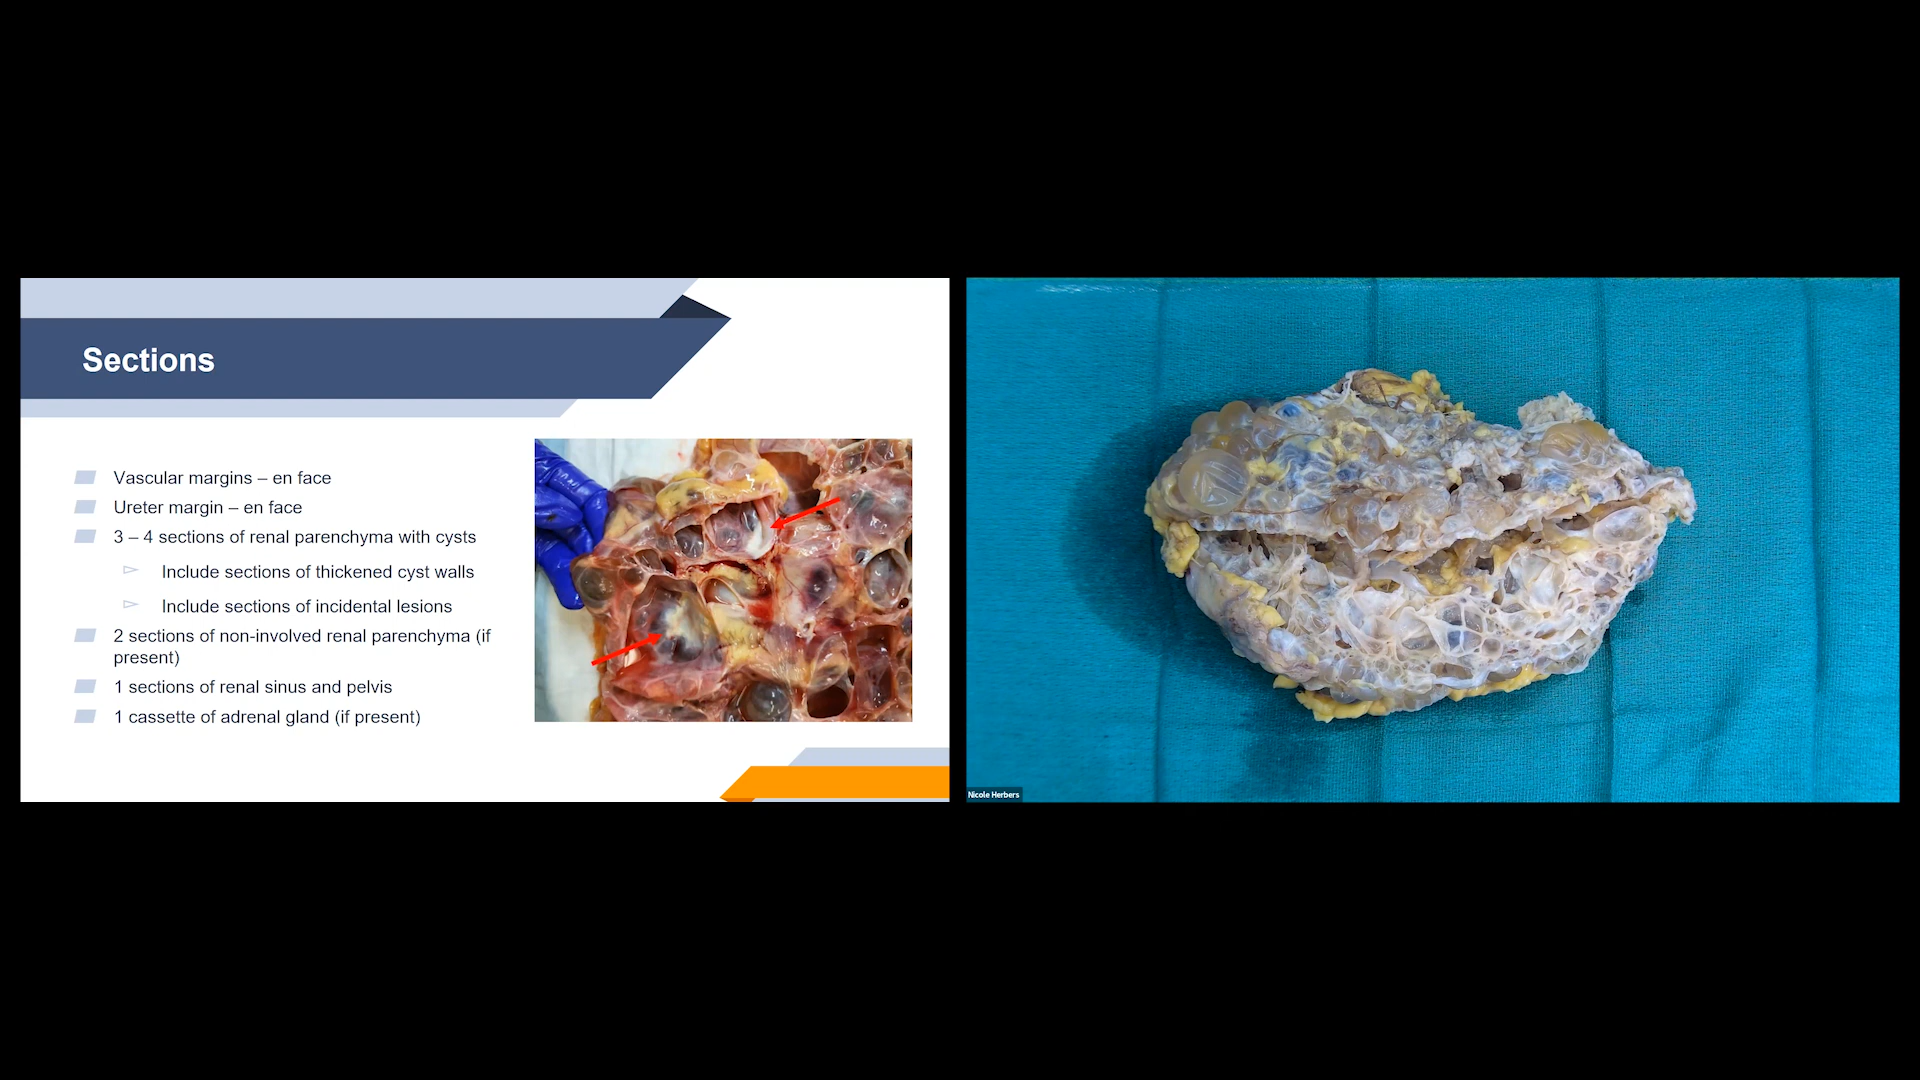 Sections
Vascular margins – en face
Ureter margin – en face
3 – 4 sections of renal parenchyma with cysts
Include sections of thickened cyst walls
Include sections of incidental lesions
2 sections of non-involved renal parenchyma (if
present)
1 sections of renal sinus and pelvis
1 cassette of adrenal gland (if present)
Nicole Herbers